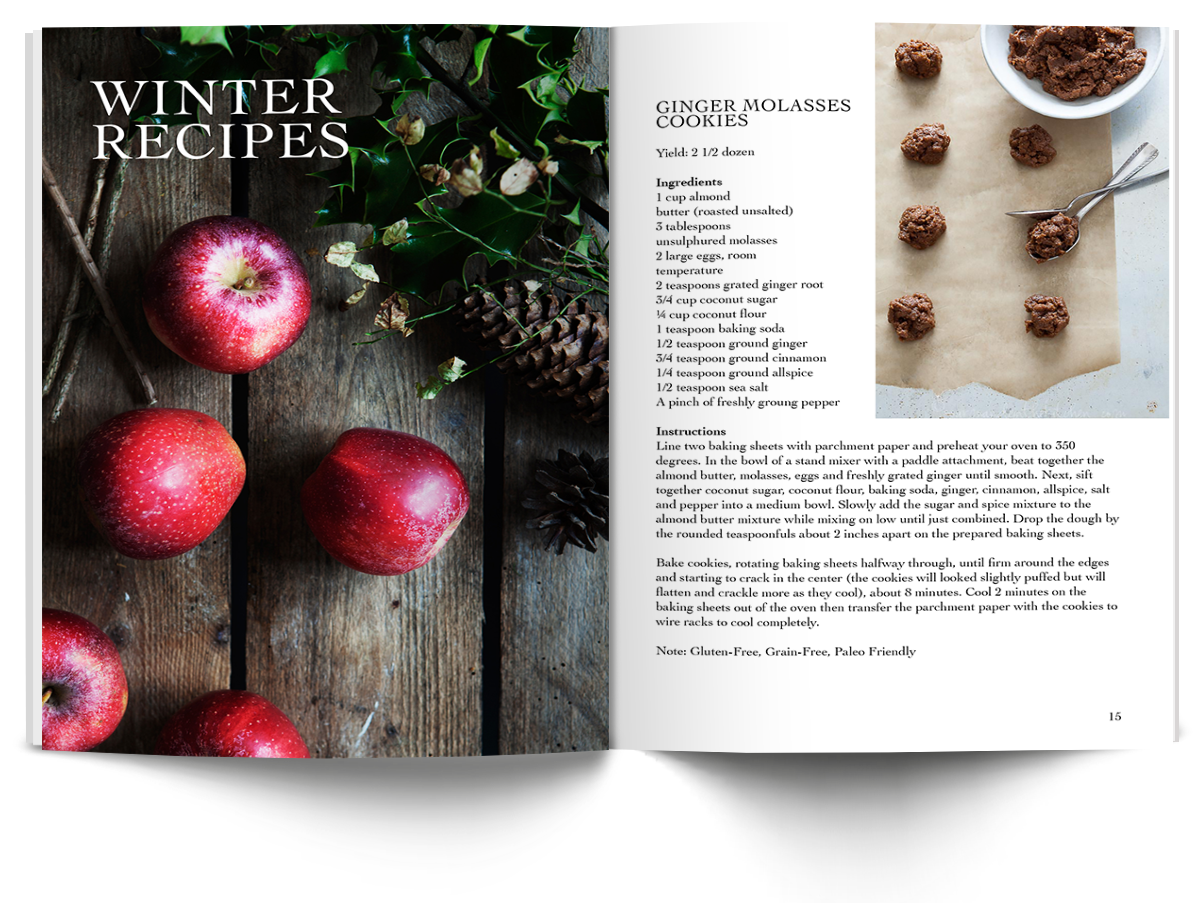 WINTER
RECIPES
GINGER MOLASSES
COOKIES
Yield: 2 1/2 dozen
Ingredients
1 cup almond
butter (roasted unsalted)
3 tablespoons
unsulphured molasses
2 large eggs, room
temperature
2 teaspoons grated ginger root
3/4 cup coconut sugar
¼ cup coconut flour
1 teaspoon baking soda
1/2 teaspoon ground ginger
3/4 teaspoon ground cinnamon
1/4 teaspoon ground allspice
1/2 teaspoon sea salt
A pinch of freshly groung pepper
Instructions
Line two baking sheets with parchment paper and preheat your oven to 350
degrees. In the bowl of a stand mixer with a paddle attachment, beat together the
almond butter, molasses, eggs and freshly grated ginger until smooth. Next, sift
together coconut sugar, coconut flour, baking soda, ginger, cinnamon, allspice, salt
and pepper into a medium bowl. Slowly add the sugar and spice mixture to the
almond butter mixture while mixing on low until just combined. Drop the dough by
the rounded teaspoonfuls about 2 inches apart on the prepared baking sheets.
Bake cookies, rotating baking sheets halfway through, until firm around the edges
and starting to crack in the center (the cookies will looked slightly puffed but will
flatten and crackle more as they cool), about 8 minutes. Cool 2 minutes on the
baking sheets out of the oven then transfer the parchment paper with the cookies to
wire racks to cool completely.
Note: Gluten-Free, Grain-Free, Paleo Friendly
15